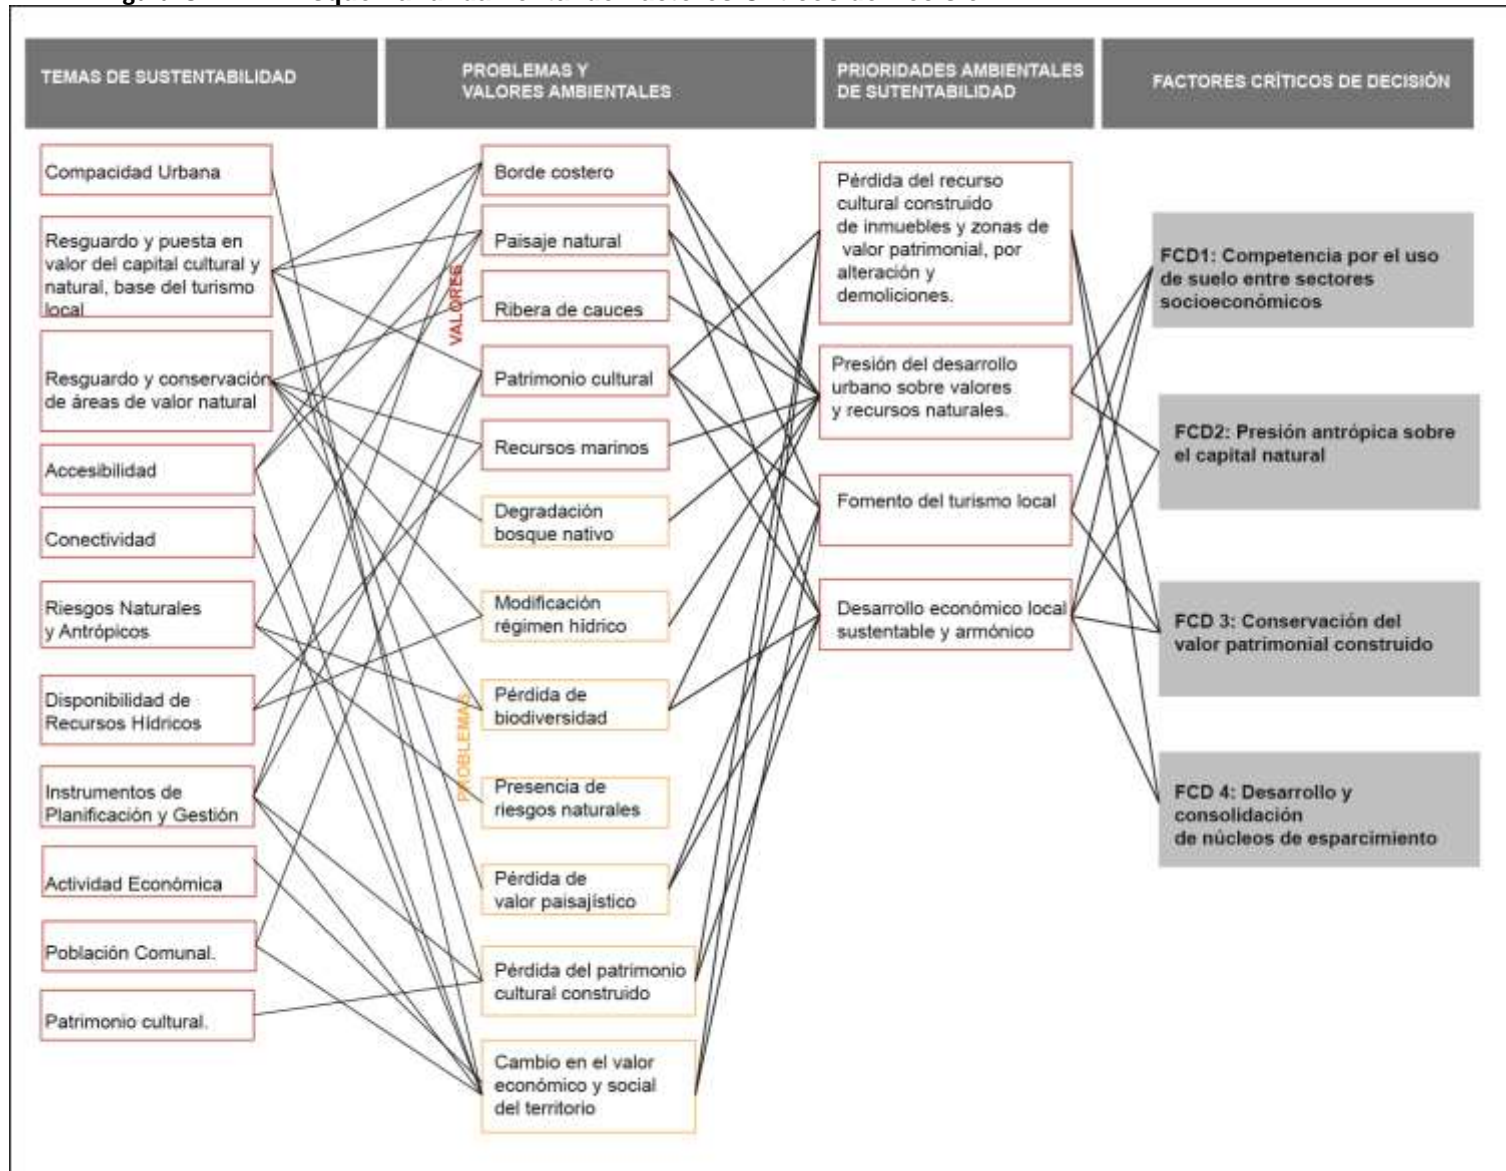 TEMAS DE SUSTENTABILIDAD
PROBLEMAS Y
VALORES AMBIENTALES
PRIORIDADES AMBIENTALES
DE SUTENTABILIDAD
FACTORES CRÍTICOS DE DECISIÓN
Compacidad Urbana
Resguardo y puesta en
valor del capital cultural y
natural, base del turismo
local
Resguardo y conservación
de áreas de valor natural
Accesibilidad
Conectividad
Riesgos Naturales
y Antrópicos
Disponibilidad de
Recursos Hídricos
Instrumentos de
Planificación y Gestión
Actividad Económica
Población Comunal.
Patrimonio cultural.
VALORES
Borde costero
Paisaje natural
Ribera de cauces
Patrimonio cultural
Recursos marinos
PROBLEMAS
Degradación
bosque nativo
Modificación
régimen hídrico
Pérdida de
biodiversidad
Presencia de
riesgos naturales
Pérdida de
valor paisajístico
Pérdida del patrimonio
cultural construido
Cambio en el valor
económico y social
del territorio
Pérdida del recurso
cultural construido
de inmuebles y zonas de
valor patrimonial, por
alteración y
demoliciones.
Presión del desarrollo
urbano sobre valores
y recursos naturales.
Fomento del turismo local
Desarrollo económico local
sustentable y armónico
FCD1: Competencia por el uso
de suelo entre sectores
socioeconómicos
FCD2: Presión antrópica sobre
el capital natural
FCD 3: Conservación del
valor patrimonial construido
FCD 4: Desarrollo y
consolidación
de núcleos de esparcimiento